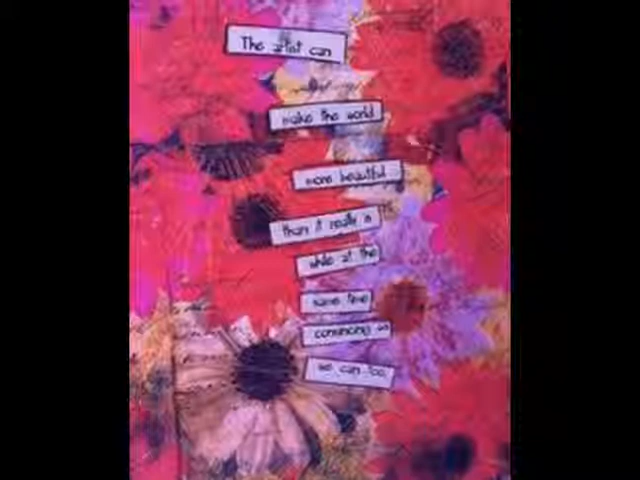 The artist can
make the world
more beautiful
than it really is
while at the
same time
convincing us
we can too.